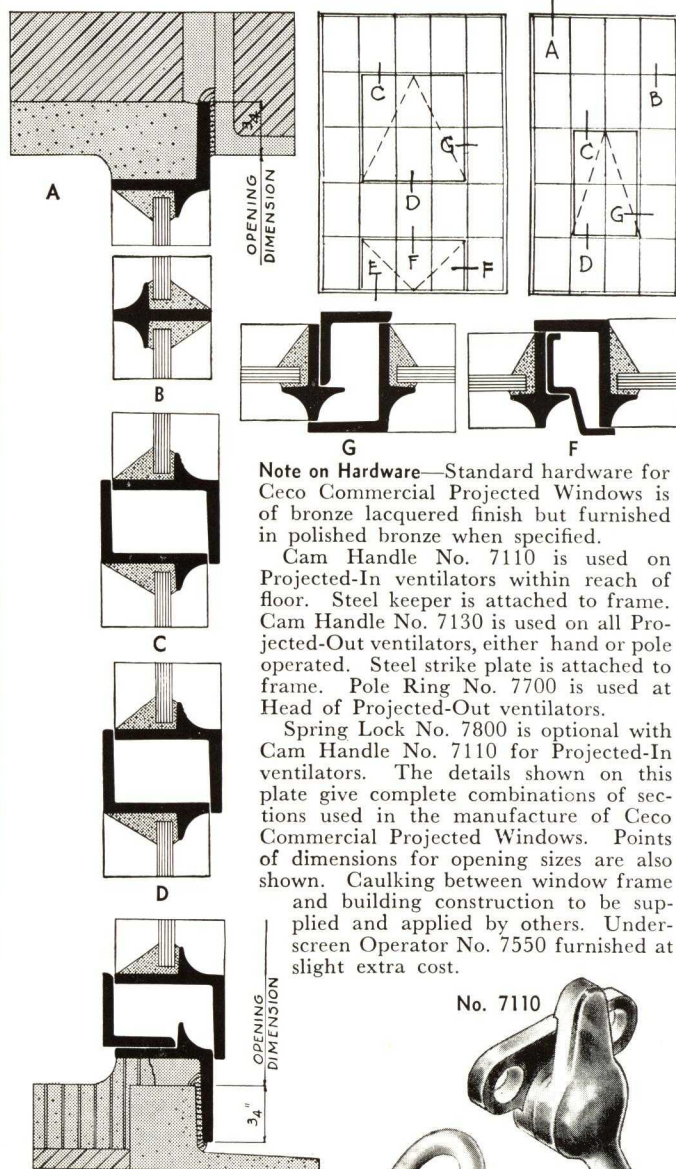 A
3/4
OPENING
DIMENSION
C
G
D
E
F
F
A
B
C
G
D
B
G
F
C
Note on Hardware—Standard hardware for
Ceco Commercial Projected Windows is
of bronze lacquered finish but furnished
in polished bronze when specified.
Cam Handle No. 7110 is used on
Projected-In ventilators within reach of
floor. Steel keeper is attached to frame.
Cam Handle No. 7130 is used on all Pro-
jected-Out ventilators, either hand or pole
operated. Steel strike plate is attached to
frame. Pole Ring No. 7700 is used at
Head of Projected-Out ventilators.
Spring Lock No. 7800 is optional with
Cam Handle No. 7110 for Projected-In
ventilators. The details shown on this
plate give complete combinations of sec-
tions used in the manufacture of Ceco
Commercial Projected Windows. Points
of dimensions for opening sizes are also
shown. Caulking between window frame
and building construction to be sup-
plied and applied by others. Under-
screen Operator No. 7550 furnished at
slight extra cost.
D
OPENING
DIMENSION
3/4"
No. 7110